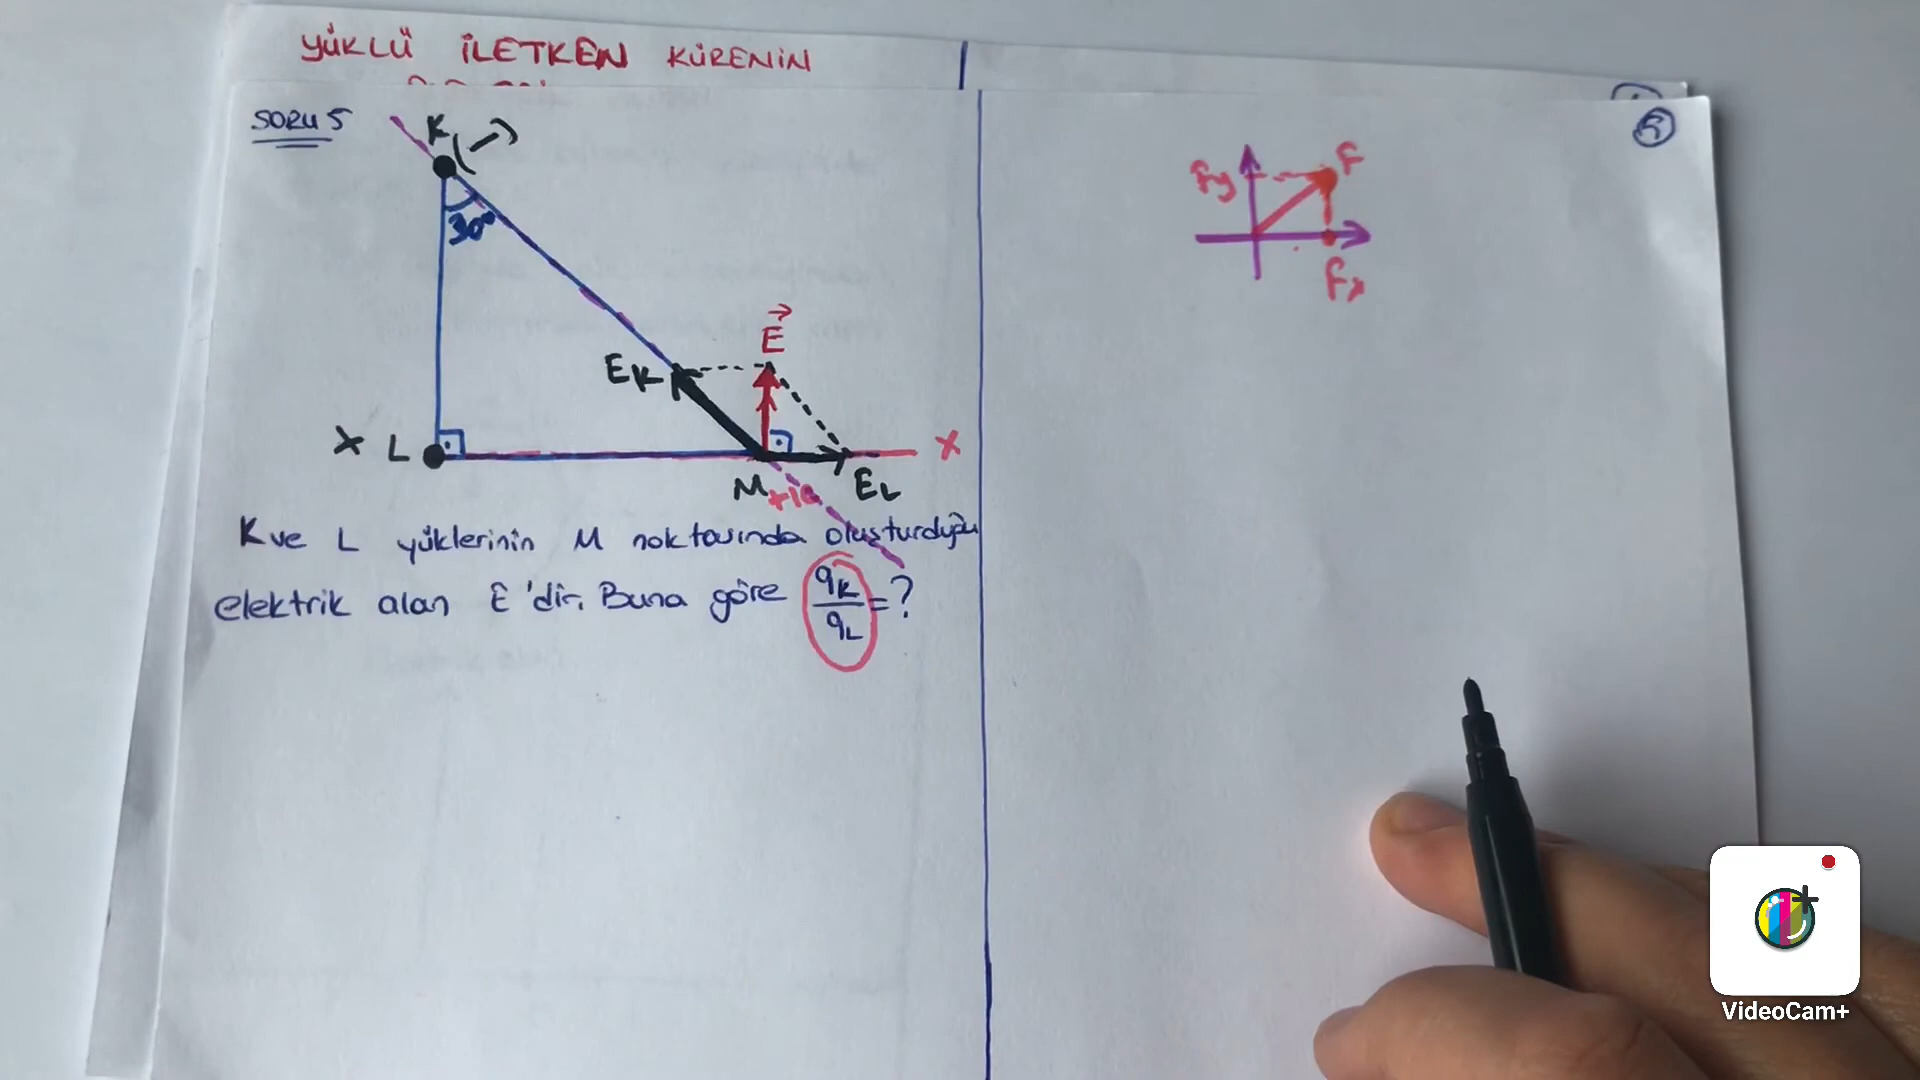 YÜKLÜ İLETKEN KÜRENİN
SORU 5
5
K (-)
30°
E
EK
X L
X
M +1C
EL
K ve L yüklerinin M noktasında oluşturduğu
elektrik alan E 'dir. Buna göre qK/qL = ?
Fy
F
Fx
VideoCam+